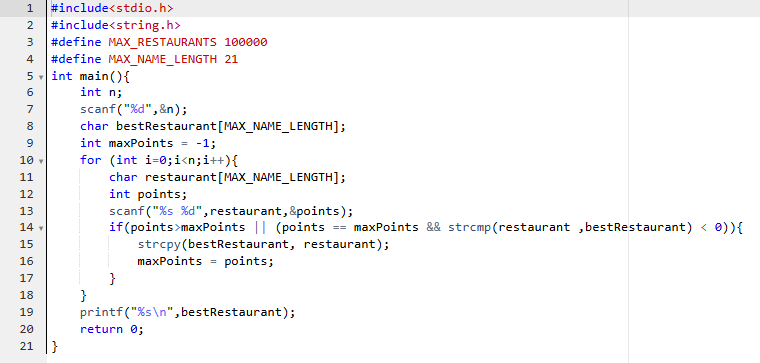 1 #include<stdio.h>
2 #include<string.h>
3 #define MAX_RESTAURANTS 100000
4 #define MAX_NAME_LENGTH 21
5 int main(){
6     int n;
7     scanf("%d",&n);
8     char bestRestaurant[MAX_NAME_LENGTH];
9     int maxPoints = -1;
10     for (int i=0;i<n;i++){
11         char restaurant[MAX_NAME_LENGTH];
12         int points;
13         scanf("%s %d",restaurant,&points);
14         if(points>maxPoints || (points == maxPoints && strcmp(restaurant ,bestRestaurant) < 0)){
15             strcpy(bestRestaurant, restaurant);
16             maxPoints = points;
17         }
18     }
19     printf("%s\n",bestRestaurant);
20     return 0;
21 }